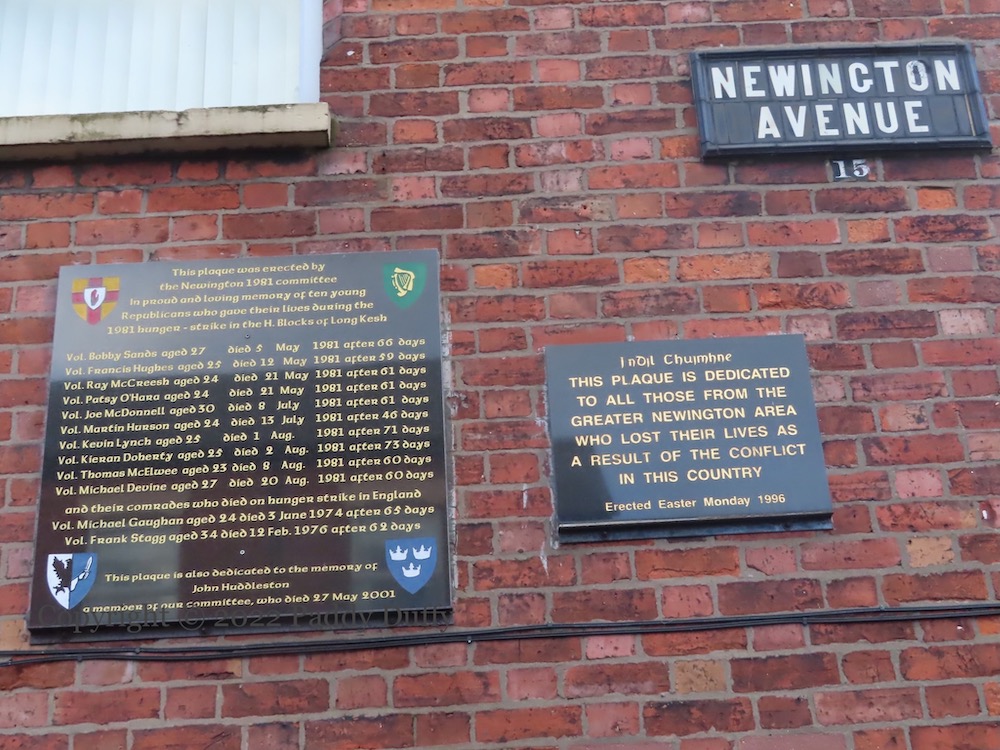 NEWINGTON
AVENUE
15
This plaque was erected by
the Newington 1981 committee
In proud and loving memory of ten young
Republicans who gave their lives during the
1981 hunger - strike in the H. Blocks of Long Kesh
Vol. Bobby Sands aged 27 died 5 May 1981 after 66 days
Vol. Francis Hughes aged 25 died 12 May 1981 after 59 days
Vol. Ray McCreesh aged 24 died 21 May 1981 after 61 days
Vol. Patsy O'Hara aged 24 died 21 May 1981 after 61 days
Vol. Joe McDonnell aged 30 died 8 July 1981 after 61 days
Vol. Martin Hurson aged 24 died 13 July 1981 after 46 days
Vol. Kevin Lynch aged 25 died 1 Aug. 1981 after 71 days
Vol. Kieran Doherty aged 25 died 2 Aug. 1981 after 73 days
Vol. Thomas McElwee aged 23 died 8 Aug. 1981 after 60 days
Vol. Michael Devine aged 27 died 20 Aug. 1981 after 60 days
and their comrades who died on hunger strike in England
Vol. Michael Gaughan aged 24 died 3 June 1974 after 65 days
Vol. Frank Stagg aged 34 died 12 Feb. 1976 after 62 days
This plaque is also dedicated to the memory of
John Huddleston
a member of our committee, who died 27 May 2001
Copyright © 2022 Paddy Duffy
Indil Chuimhne
THIS PLAQUE IS DEDICATED
TO ALL THOSE FROM THE
GREATER NEWINGTON AREA
WHO LOST THEIR LIVES AS
A RESULT OF THE CONFLICT
IN THIS COUNTRY
Erected Easter Monday 1996